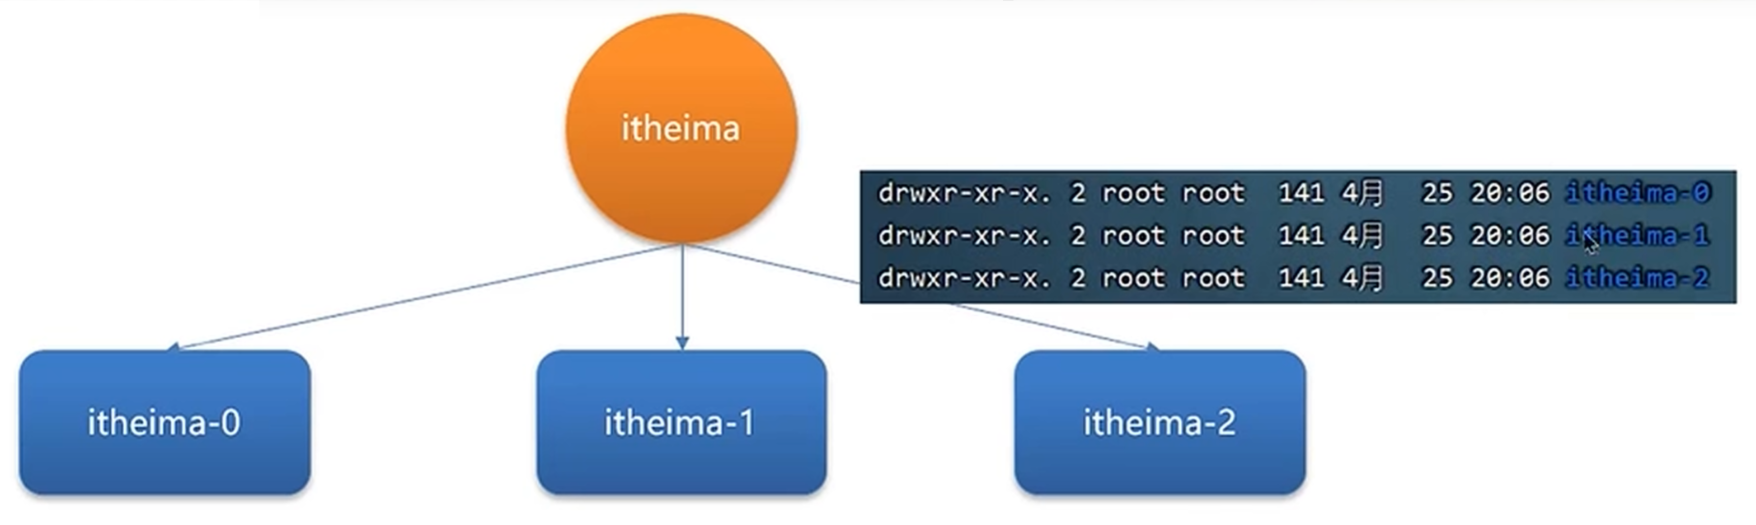 itheima
drwxr-xr-x. 2 root root 141 4月 25 20:06 itheima-0
drwxr-xr-x. 2 root root 141 4月 25 20:06 itheima-1
drwxr-xr-x. 2 root root 141 4月 25 20:06 itheima-2
itheima-0
itheima-1
itheima-2